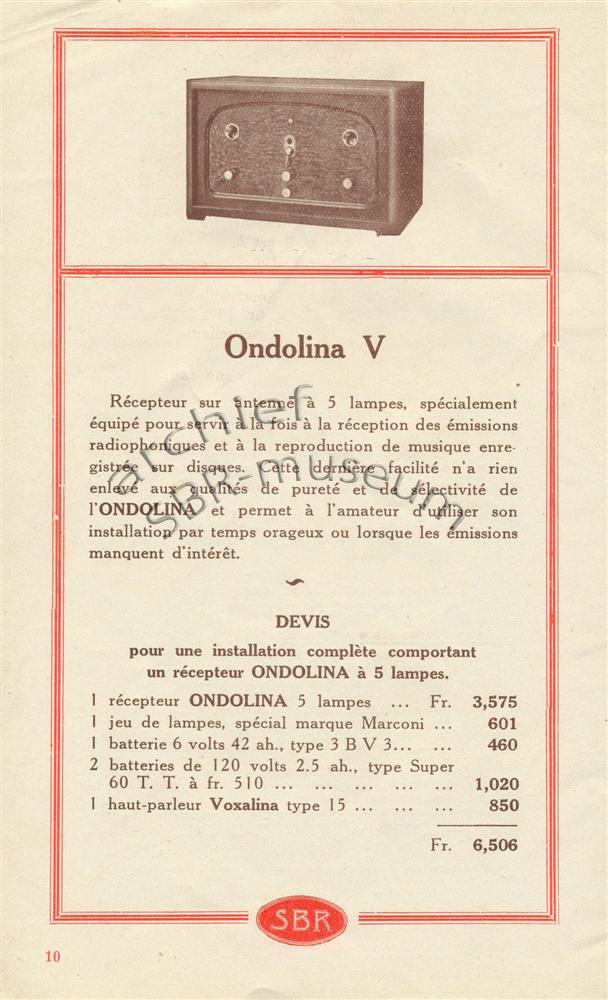 Ondolina V
Récepteur sur antenne à 5 lampes, spécialement
équipé pour servir à la fois à la réception des émissions
radiophoniques et à la reproduction de musique enre-
gistrée sur disques. Cette dernière facilité n'a rien
enlevé aux qualités de pureté et de sélectivité de
l'ONDOLINA et permet à l'amateur d'utiliser son
installation par temps orageux ou lorsque les émissions
manquent d'intérêt.
archief
SBR-museum
DEVIS
pour une installation complète comportant
un récepteur ONDOLINA à 5 lampes.
1 récepteur ONDOLINA 5 lampes ... Fr. 3,575
1 jeu de lampes, spécial marque Marconi ... 601
1 batterie 6 volts 42 ah., type 3 B V 3... ... 460
2 batteries de 120 volts 2.5 ah., type Super
60 T. T. à fr. 510 ... ... ... ... ... 1,020
1 haut-parleur Voxalina type 15 ... ... ... 850
Fr. 6,506
SBR
10